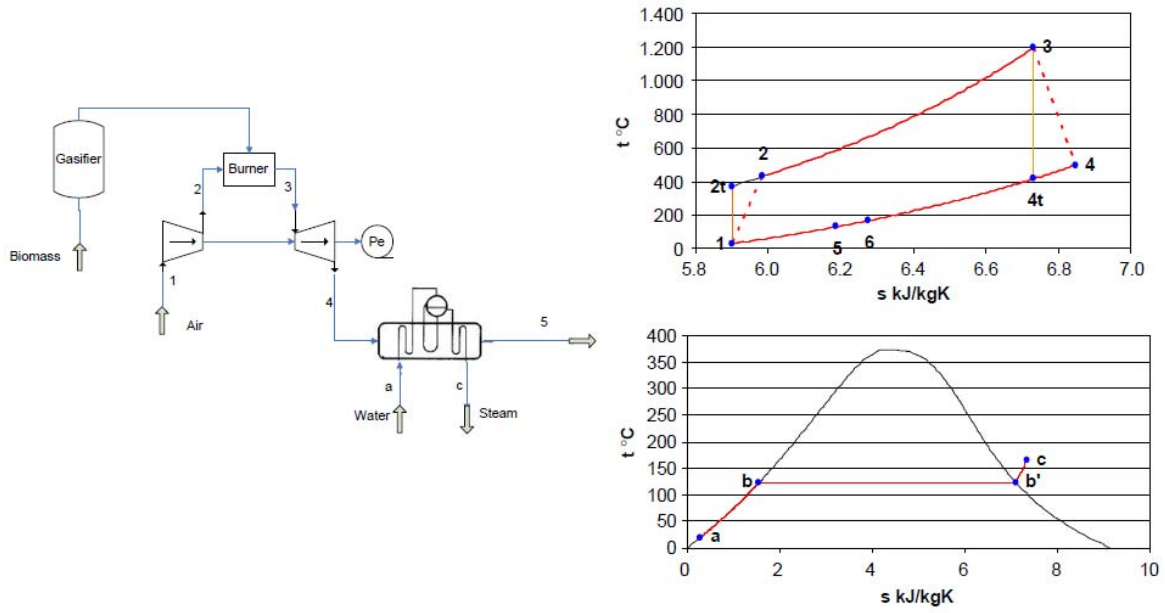 Gasifier
Biomass
2
Burner
3
1
Air
Pe
4
5
a
c
Water
Steam
1.400
1.200
1.000
800
600
400
200
0
t °C
5.8
6.0
6.2
6.4
6.6
6.8
7.0
s kJ/kgK
3
2
2t
4
4t
1
5
6
400
350
300
250
200
150
100
50
0
t °C
0
2
4
6
8
10
s kJ/kgK
b
c
b'
a